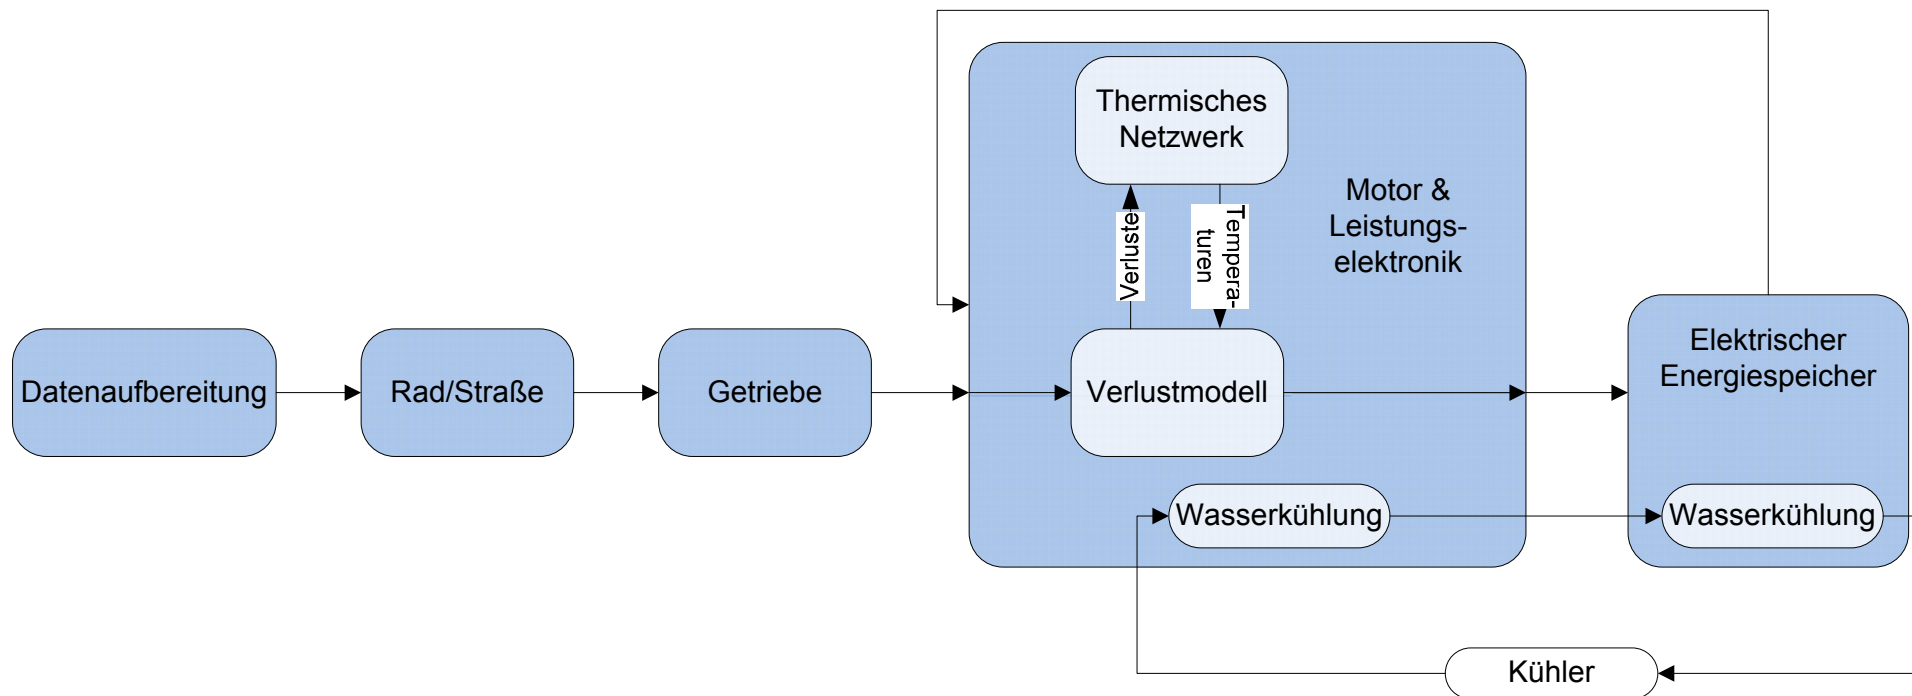 Thermisches
Netzwerk
Motor &
Leistungs-
elektronik
Verluste
Tempera-
turen
Elektrischer
Energiespeicher
Datenaufbereitung
Rad/Straße
Getriebe
Verlustmodell
Wasserkühlung
Wasserkühlung
Kühler